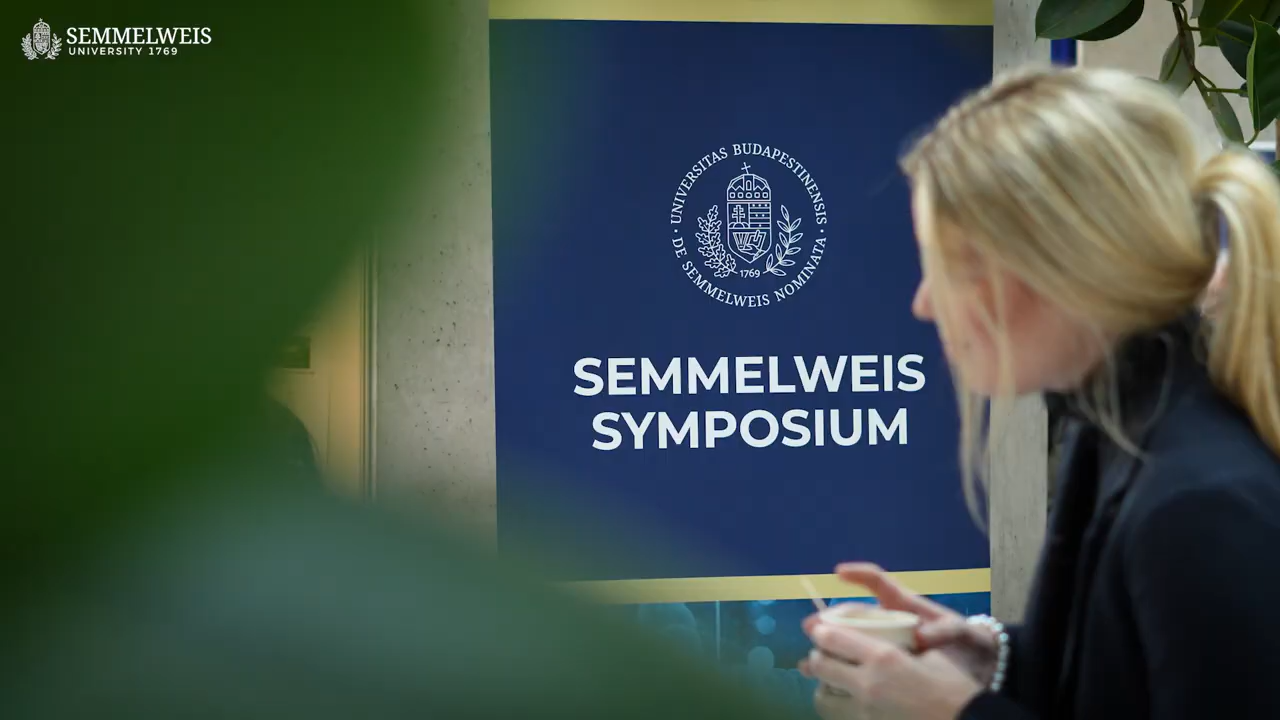 SEMMELWEIS
UNIVERSITY 1769
UNIVERSITAS BUDAPESTINENSIS
DE SEMMELWEIS NOMINATA
1769
SEMMELWEIS
SYMPOSIUM